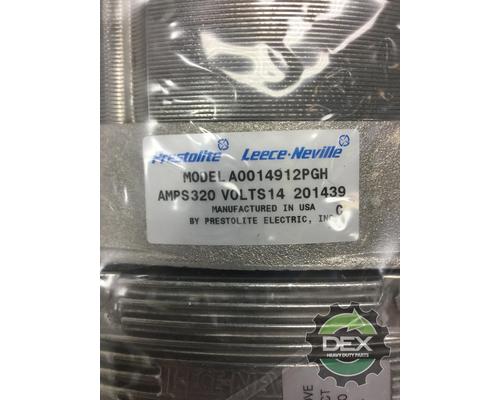 Prestolite Leece-Neville
MODEL A0014912PGH
AMPS320 VOLTS14 201439
MANUFACTURED IN USA C
BY PRESTOLITE ELECTRIC, INC
DEX
HEAVY DUTY PARTS